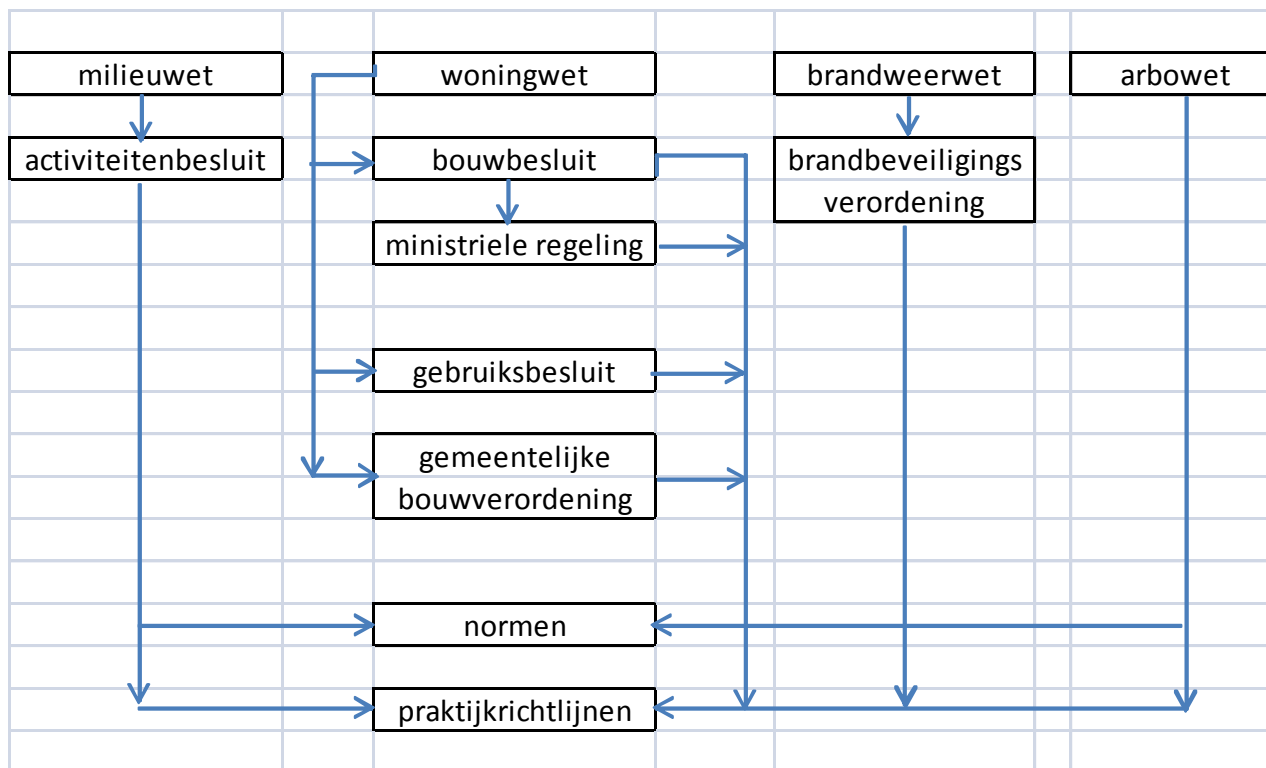 milieuwet
woningwet
brandweerwet
arbowet
activiteitenbesluit
bouwbesluit
brandbeveiligings
verordening
ministriele regeling
gebruiksbesluit
gemeentelijke
bouwverordening
normen
praktijkrichtlijnen